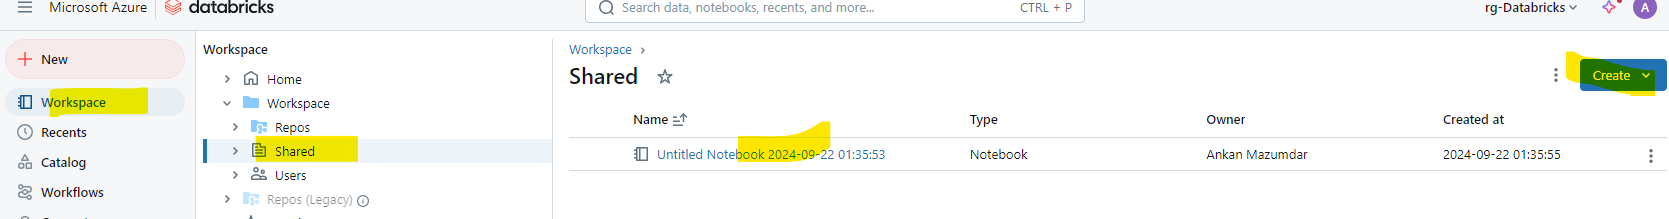 Microsoft Azure databricks Search data, notebooks, recents, and more... CTRL + P rg-Databricks A
New
Workspace
Recents
Catalog
Workflows
Workspace
Home
Workspace
Repos
Shared
Users
Repos (Legacy)
Workspace
Shared
Create
Name Type Owner Created at
Untitled Notebook 2024-09-22 01:35:53 Notebook Ankan Mazumdar 2024-09-22 01:35:55